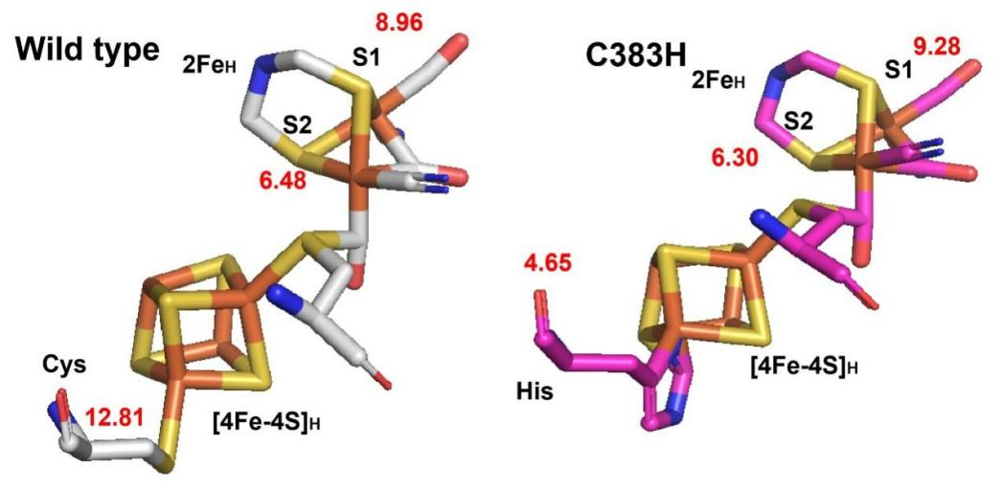 Wild type
8.96
S1
2FeH
S2
6.48
Cys
12.81
[4Fe-4S]H
C383H
9.28
S1
2FeH
S2
6.30
4.65
His
[4Fe-4S]H